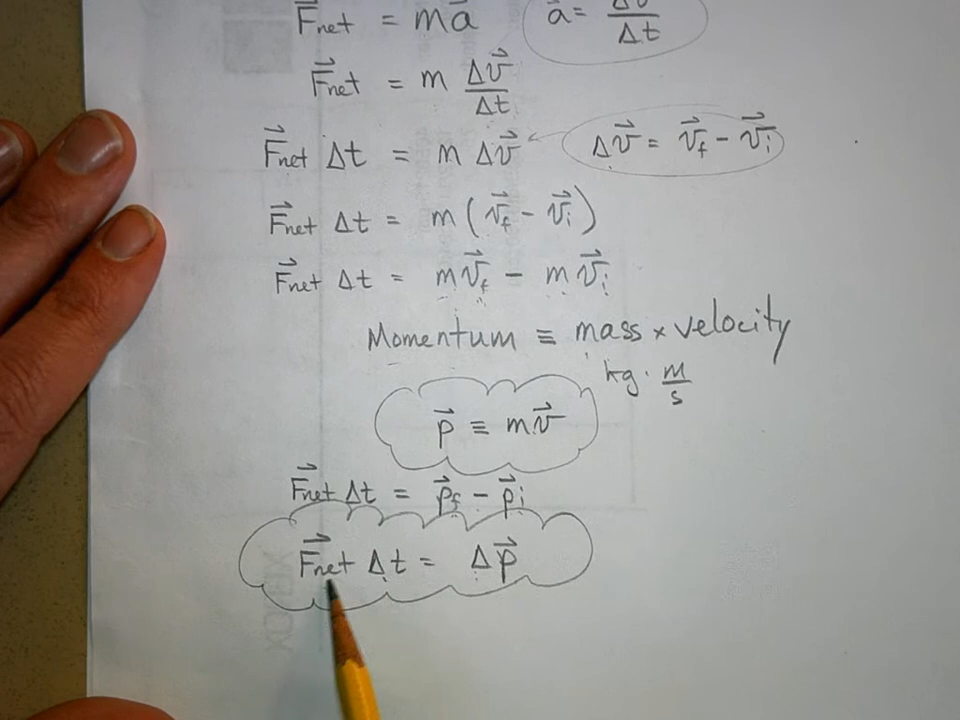 F⃗net = ma⃗   a⃗ = Δv⃗/Δt
F⃗net = m Δv⃗/Δt
F⃗net Δt = m Δv⃗   Δv⃗ = v⃗f - v⃗i
F⃗net Δt = m (v⃗f - v⃗i)
F⃗net Δt = mv⃗f - mv⃗i
Momentum ≡ mass × velocity
kg · m/s
p⃗ ≡ mv⃗
F⃗net Δt = p⃗f - p⃗i
F⃗net Δt = Δp⃗